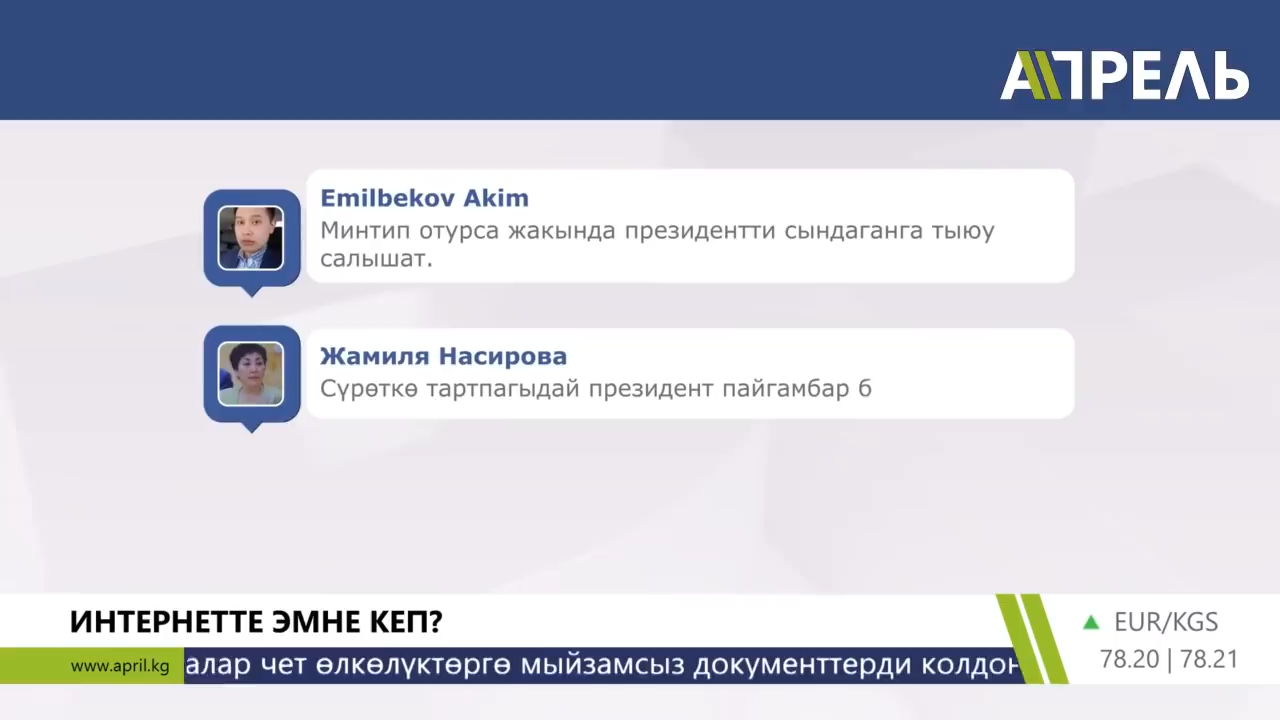 АПРЕЛЬ
Emilbekov Akim
Минтип отурса жакында президентти сындаганга тыюу
салышат.
Жамиля Насирова
Сүрөткө тартпагыдай президент пайгамбар б
ИНТЕРНЕТТЕ ЭМНЕ КЕП?
EUR/KGS
www.april.kg
алар чет өлкөлүктөргө мыйзамсыз документтерди колдон
78.20 | 78.21